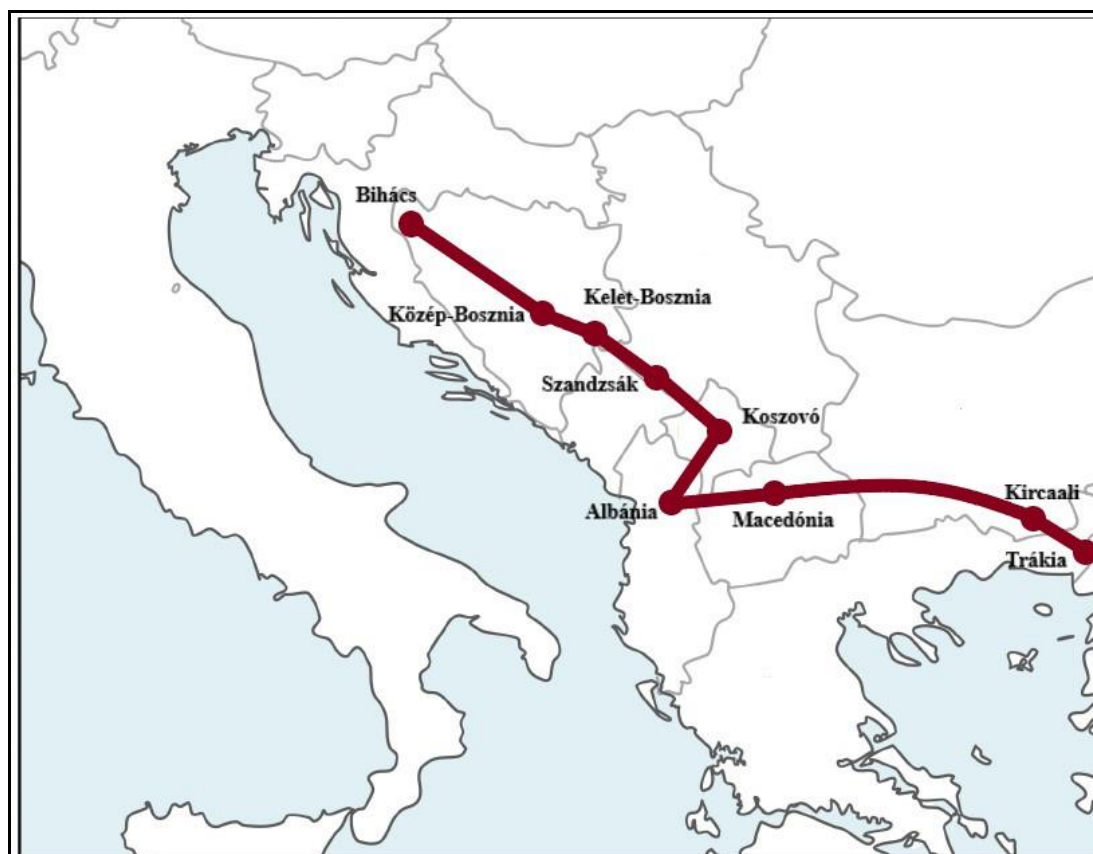 Bihács
Kelet-Bosznia
Közép-Bosznia
Szandzsák
Koszovó
Albánia
Macedónia
Kircaali
Trákia